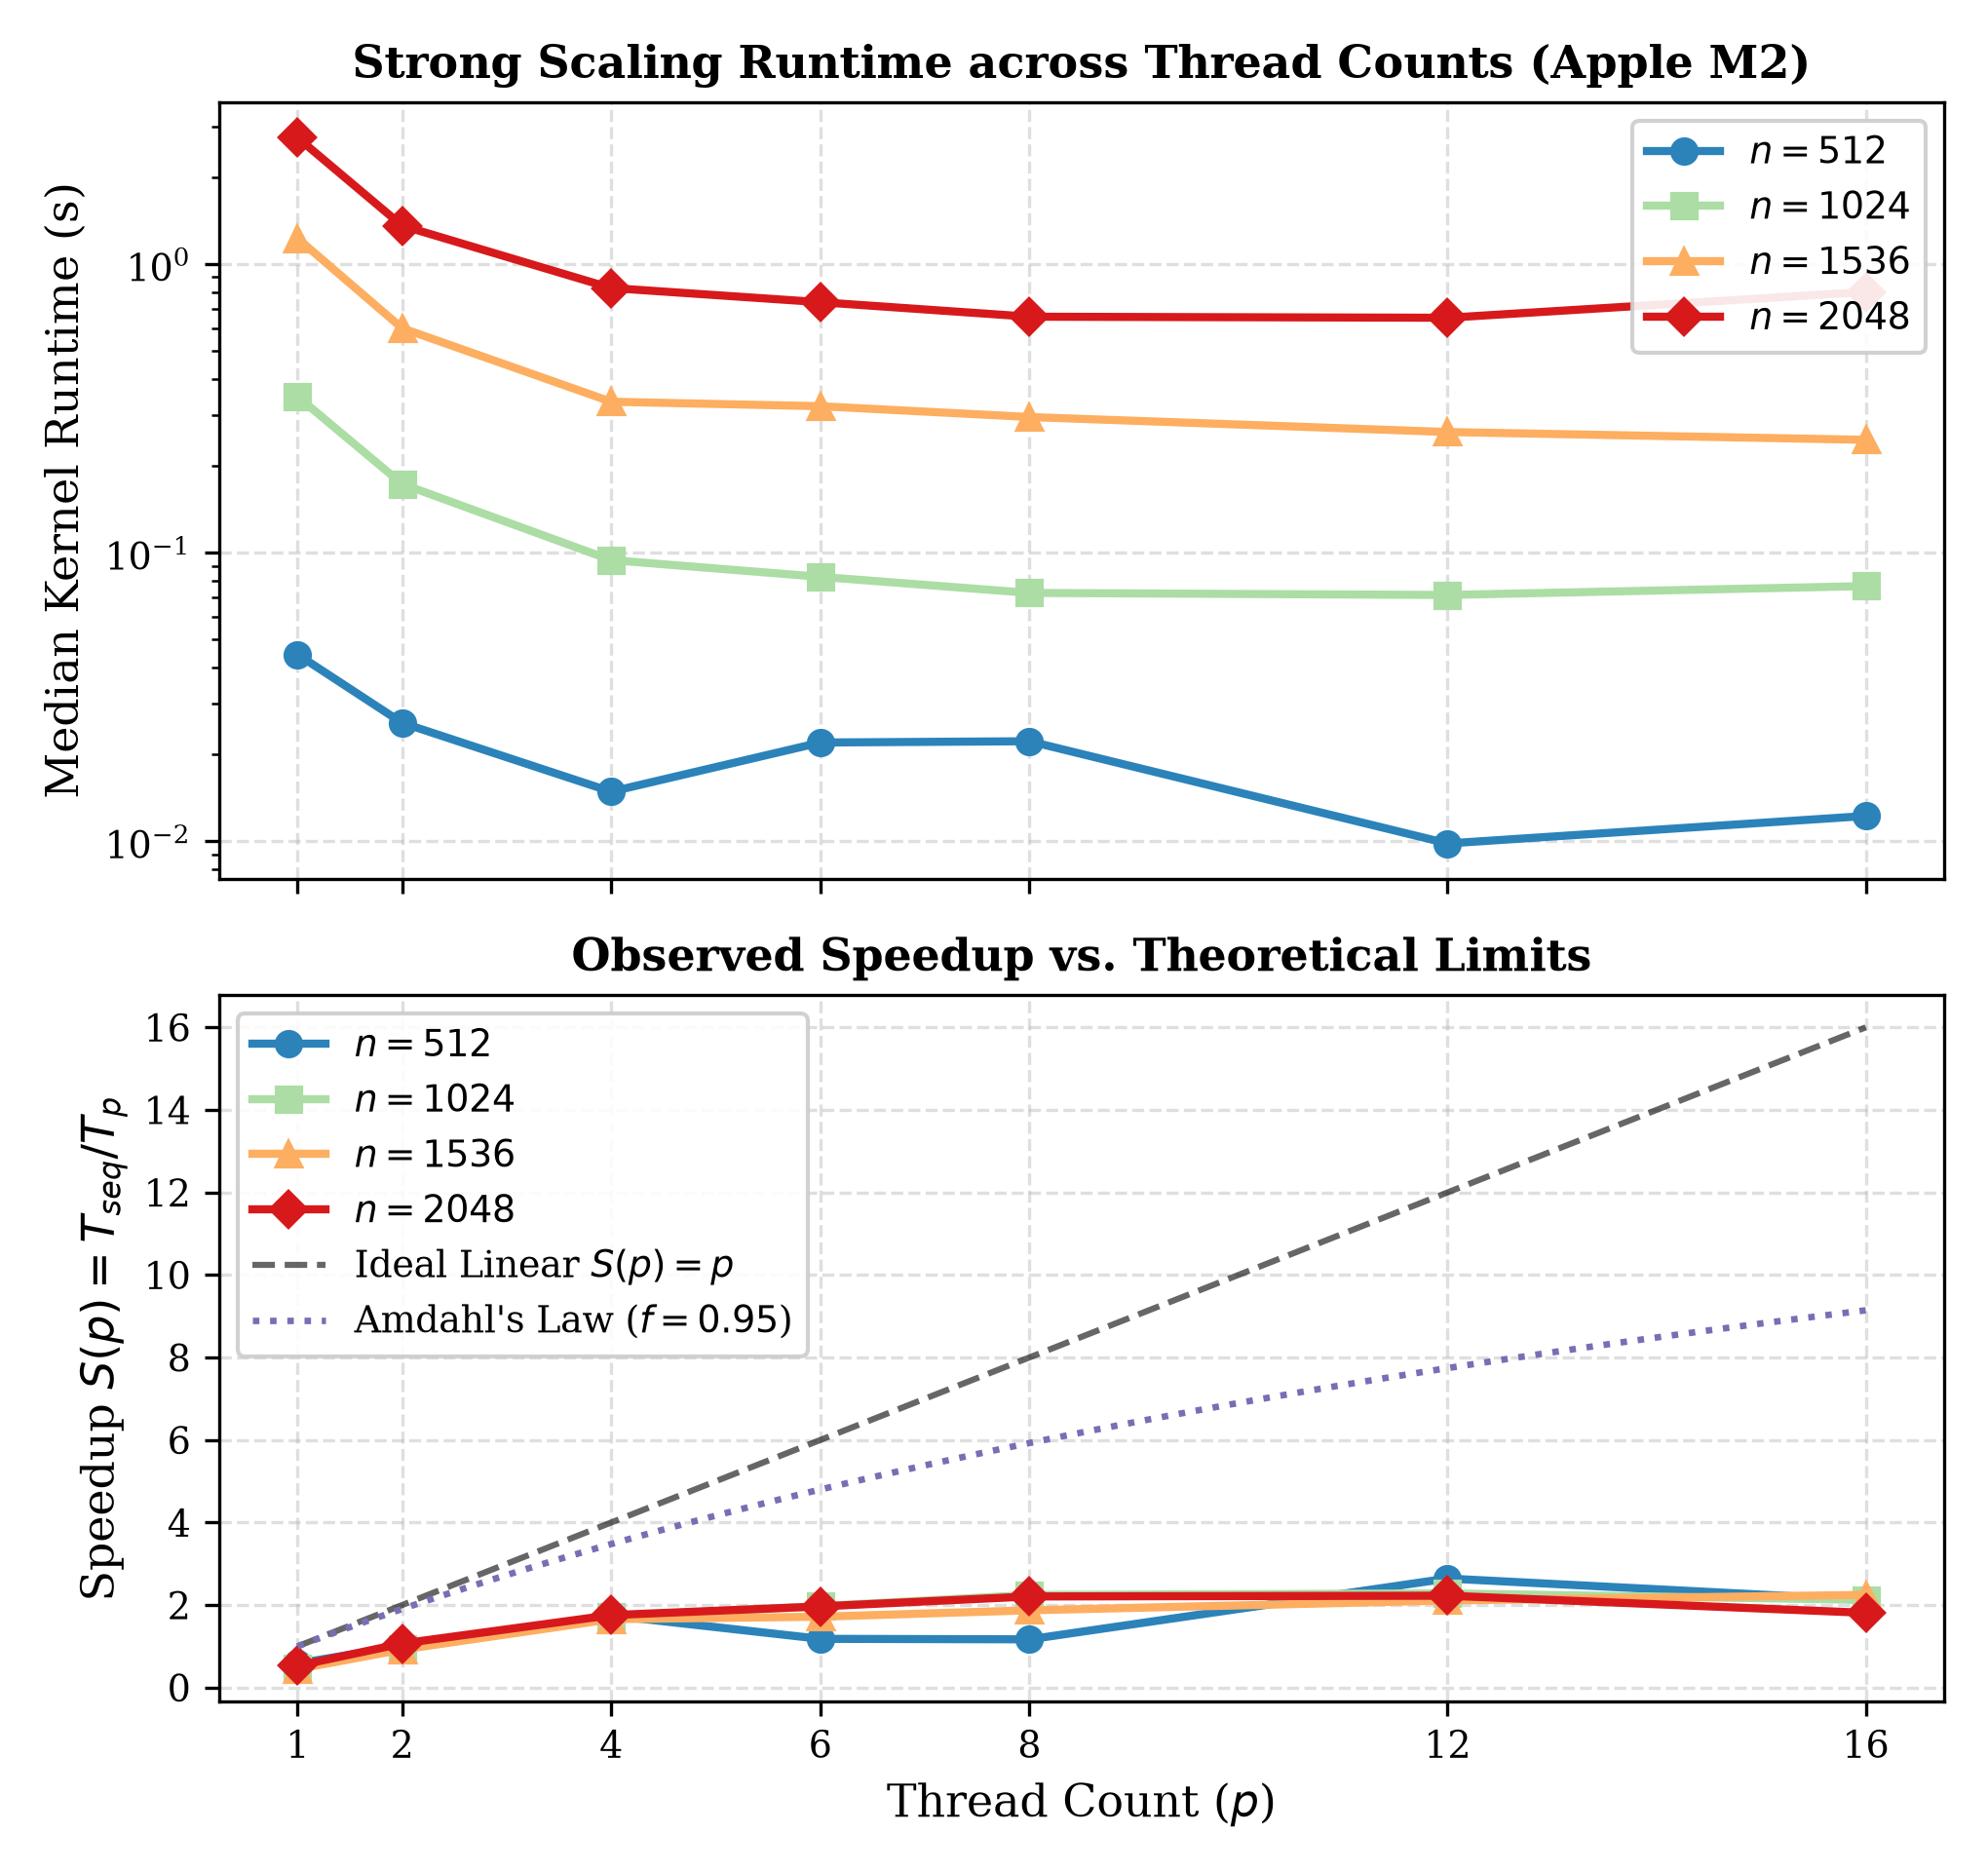 Strong Scaling Runtime across Thread Counts (Apple M2)
Median Kernel Runtime (s)
10⁰
10⁻¹
10⁻²
n = 512
n = 1024
n = 1536
n = 2048
Observed Speedup vs. Theoretical Limits
Speedup S(p) = T_seq/T_p
16
14
12
10
8
6
4
2
0
n = 512
n = 1024
n = 1536
n = 2048
Ideal Linear S(p) = p
Amdahl's Law (f = 0.95)
1 2 4 6 8 12 16
Thread Count (p)